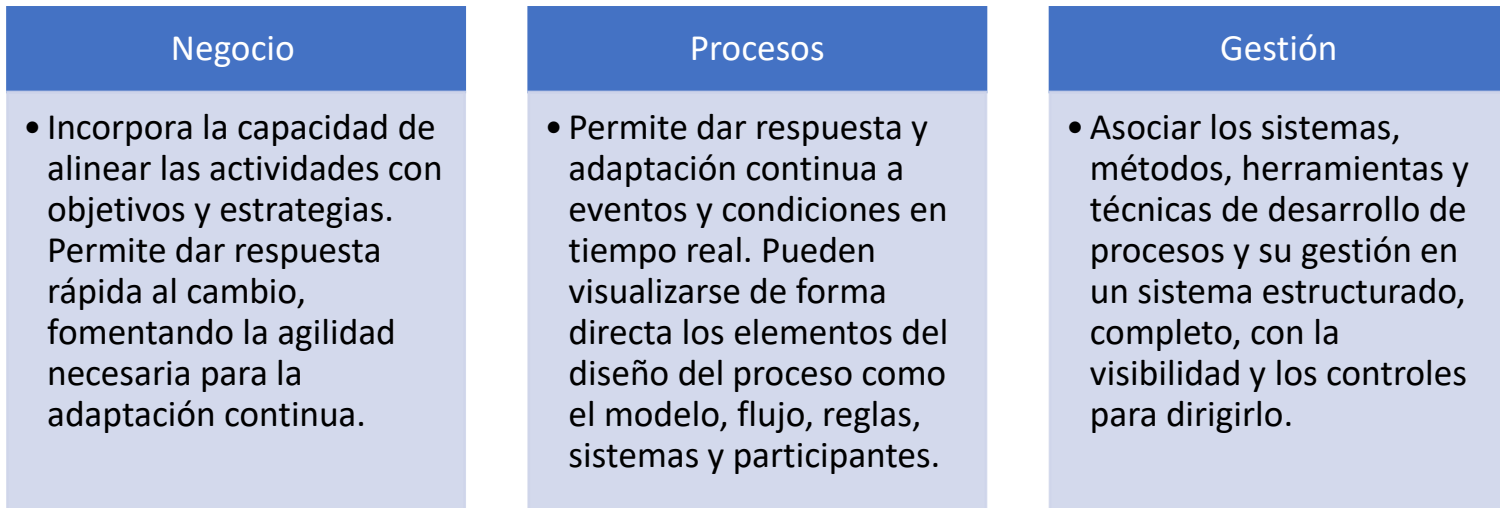 Negocio
• Incorpora la capacidad de
alinear las actividades con
objetivos y estrategias.
Permite dar respuesta
rápida al cambio,
fomentando la agilidad
necesaria para la
adaptación continua.
Procesos
• Permite dar respuesta y
adaptación continua a
eventos y condiciones en
tiempo real. Pueden
visualizarse de forma
directa los elementos del
diseño del proceso como
el modelo, flujo, reglas,
sistemas y participantes.
Gestión
• Asociar los sistemas,
métodos, herramientas y
técnicas de desarrollo de
procesos y su gestión en
un sistema estructurado,
completo, con la
visibilidad y los controles
para dirigirlo.